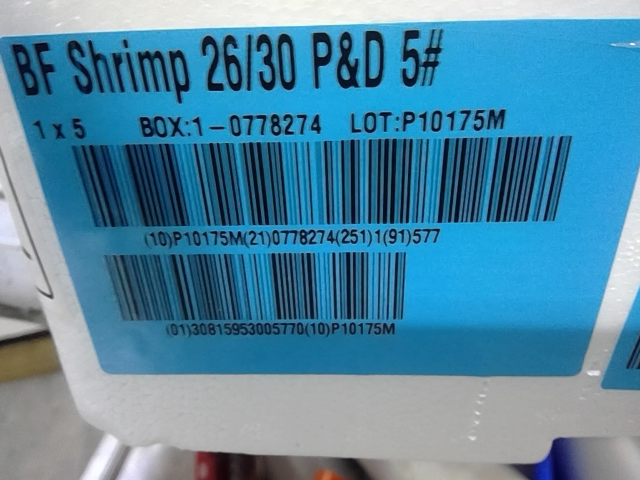 BF Shrimp 26/30 P&D 5#
1 x 5 BOX:1-0778274 LOT:P10175M
(10)P10175M(21)0778274(251)1(91)577
(01)30815953005770(10)P10175M